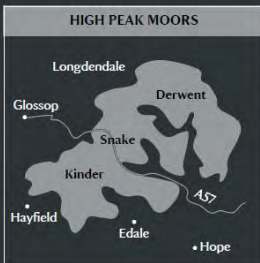 HIGH PEAK MOORS
Longdendale
Derwent
Glossop
Snake
Kinder
A57
Hayfield
Edale
Hope